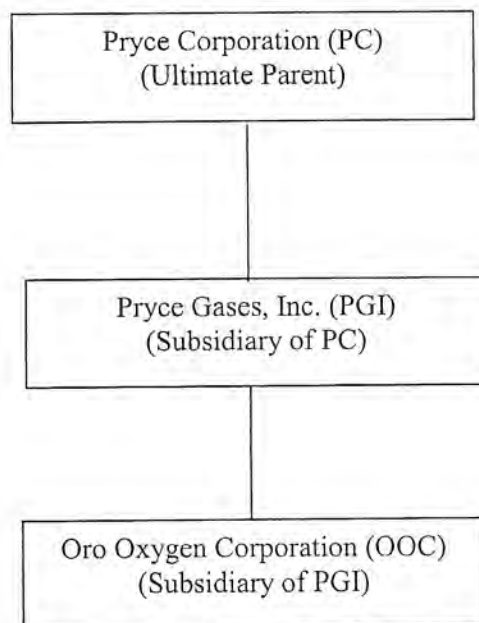 Pryce Corporation (PC)
(Ultimate Parent)
Pryce Gases, Inc. (PGI)
(Subsidiary of PC)
Oro Oxygen Corporation (OOC)
(Subsidiary of PGI)